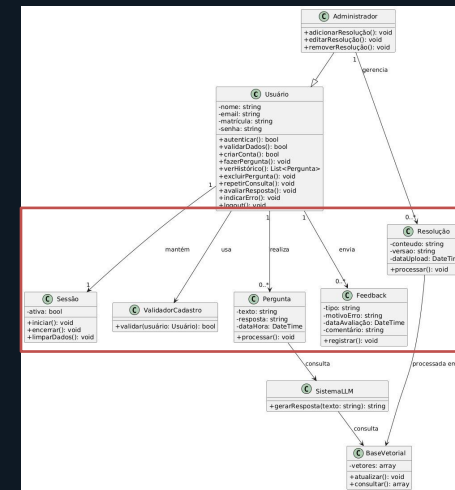 C Administrador
+adicionarResolução(): void
+editarResolução(): void
+removerResolução(): void
1
gerencia
C Usuário
-nome: string
-email: string
-matrícula: string
-senha: string
+autenticar(): bool
+validarDados(): bool
+criarConta(): bool
+fazerPergunta(): void
+verHistórico(): List<Pergunta>
+excluirPergunta(): void
+repetirConsulta(): void
+avaliarResposta(): void
+indicarErro(): void
+logout(): void
1
1
1
0..*
C Resolução
-conteudo: string
-versao: string
-dataUpload: DateTim
+processar(): void
mantém
usa
realiza
envia
1
0..*
0..*
C Sessão
-ativa: bool
+iniciar(): void
+encerrar(): void
+limparDados(): void
C ValidadorCadastro
+validar(usuário: Usuário): bool
C Pergunta
-texto: string
-resposta: string
-dataHora: DateTime
+processar(): void
C Feedback
-tipo: string
-motivoErro: string
-dataAvaliação: DateTime
-comentário: string
+registrar(): void
consulta
processada em
C SistemaLLM
+gerarResposta(texto: string): string
consulta
C BaseVetorial
-vetores: array
+atualizar(): void
+consultar(): array